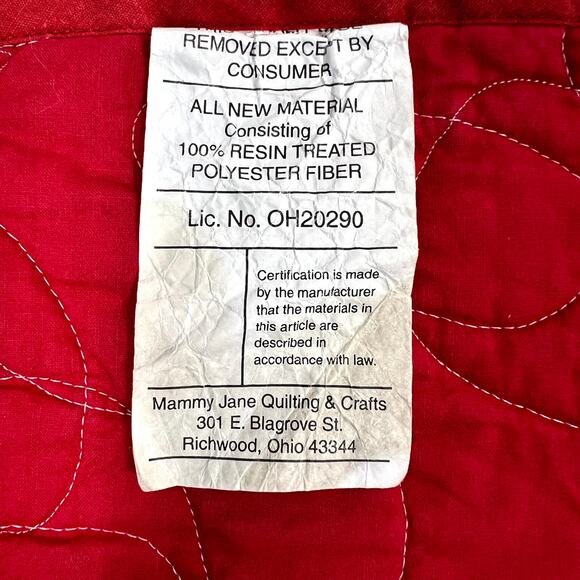 REMOVED EXCEPT BY
CONSUMER
ALL NEW MATERIAL
Consisting of
100% RESIN TREATED
POLYESTER FIBER
Lic. No. OH20290
Certification is made
by the manufacturer
that the materials in
this article are
described in
accordance with law.
Mammy Jane Quilting & Crafts
301 E. Blagrove St.
Richwood, Ohio 43344